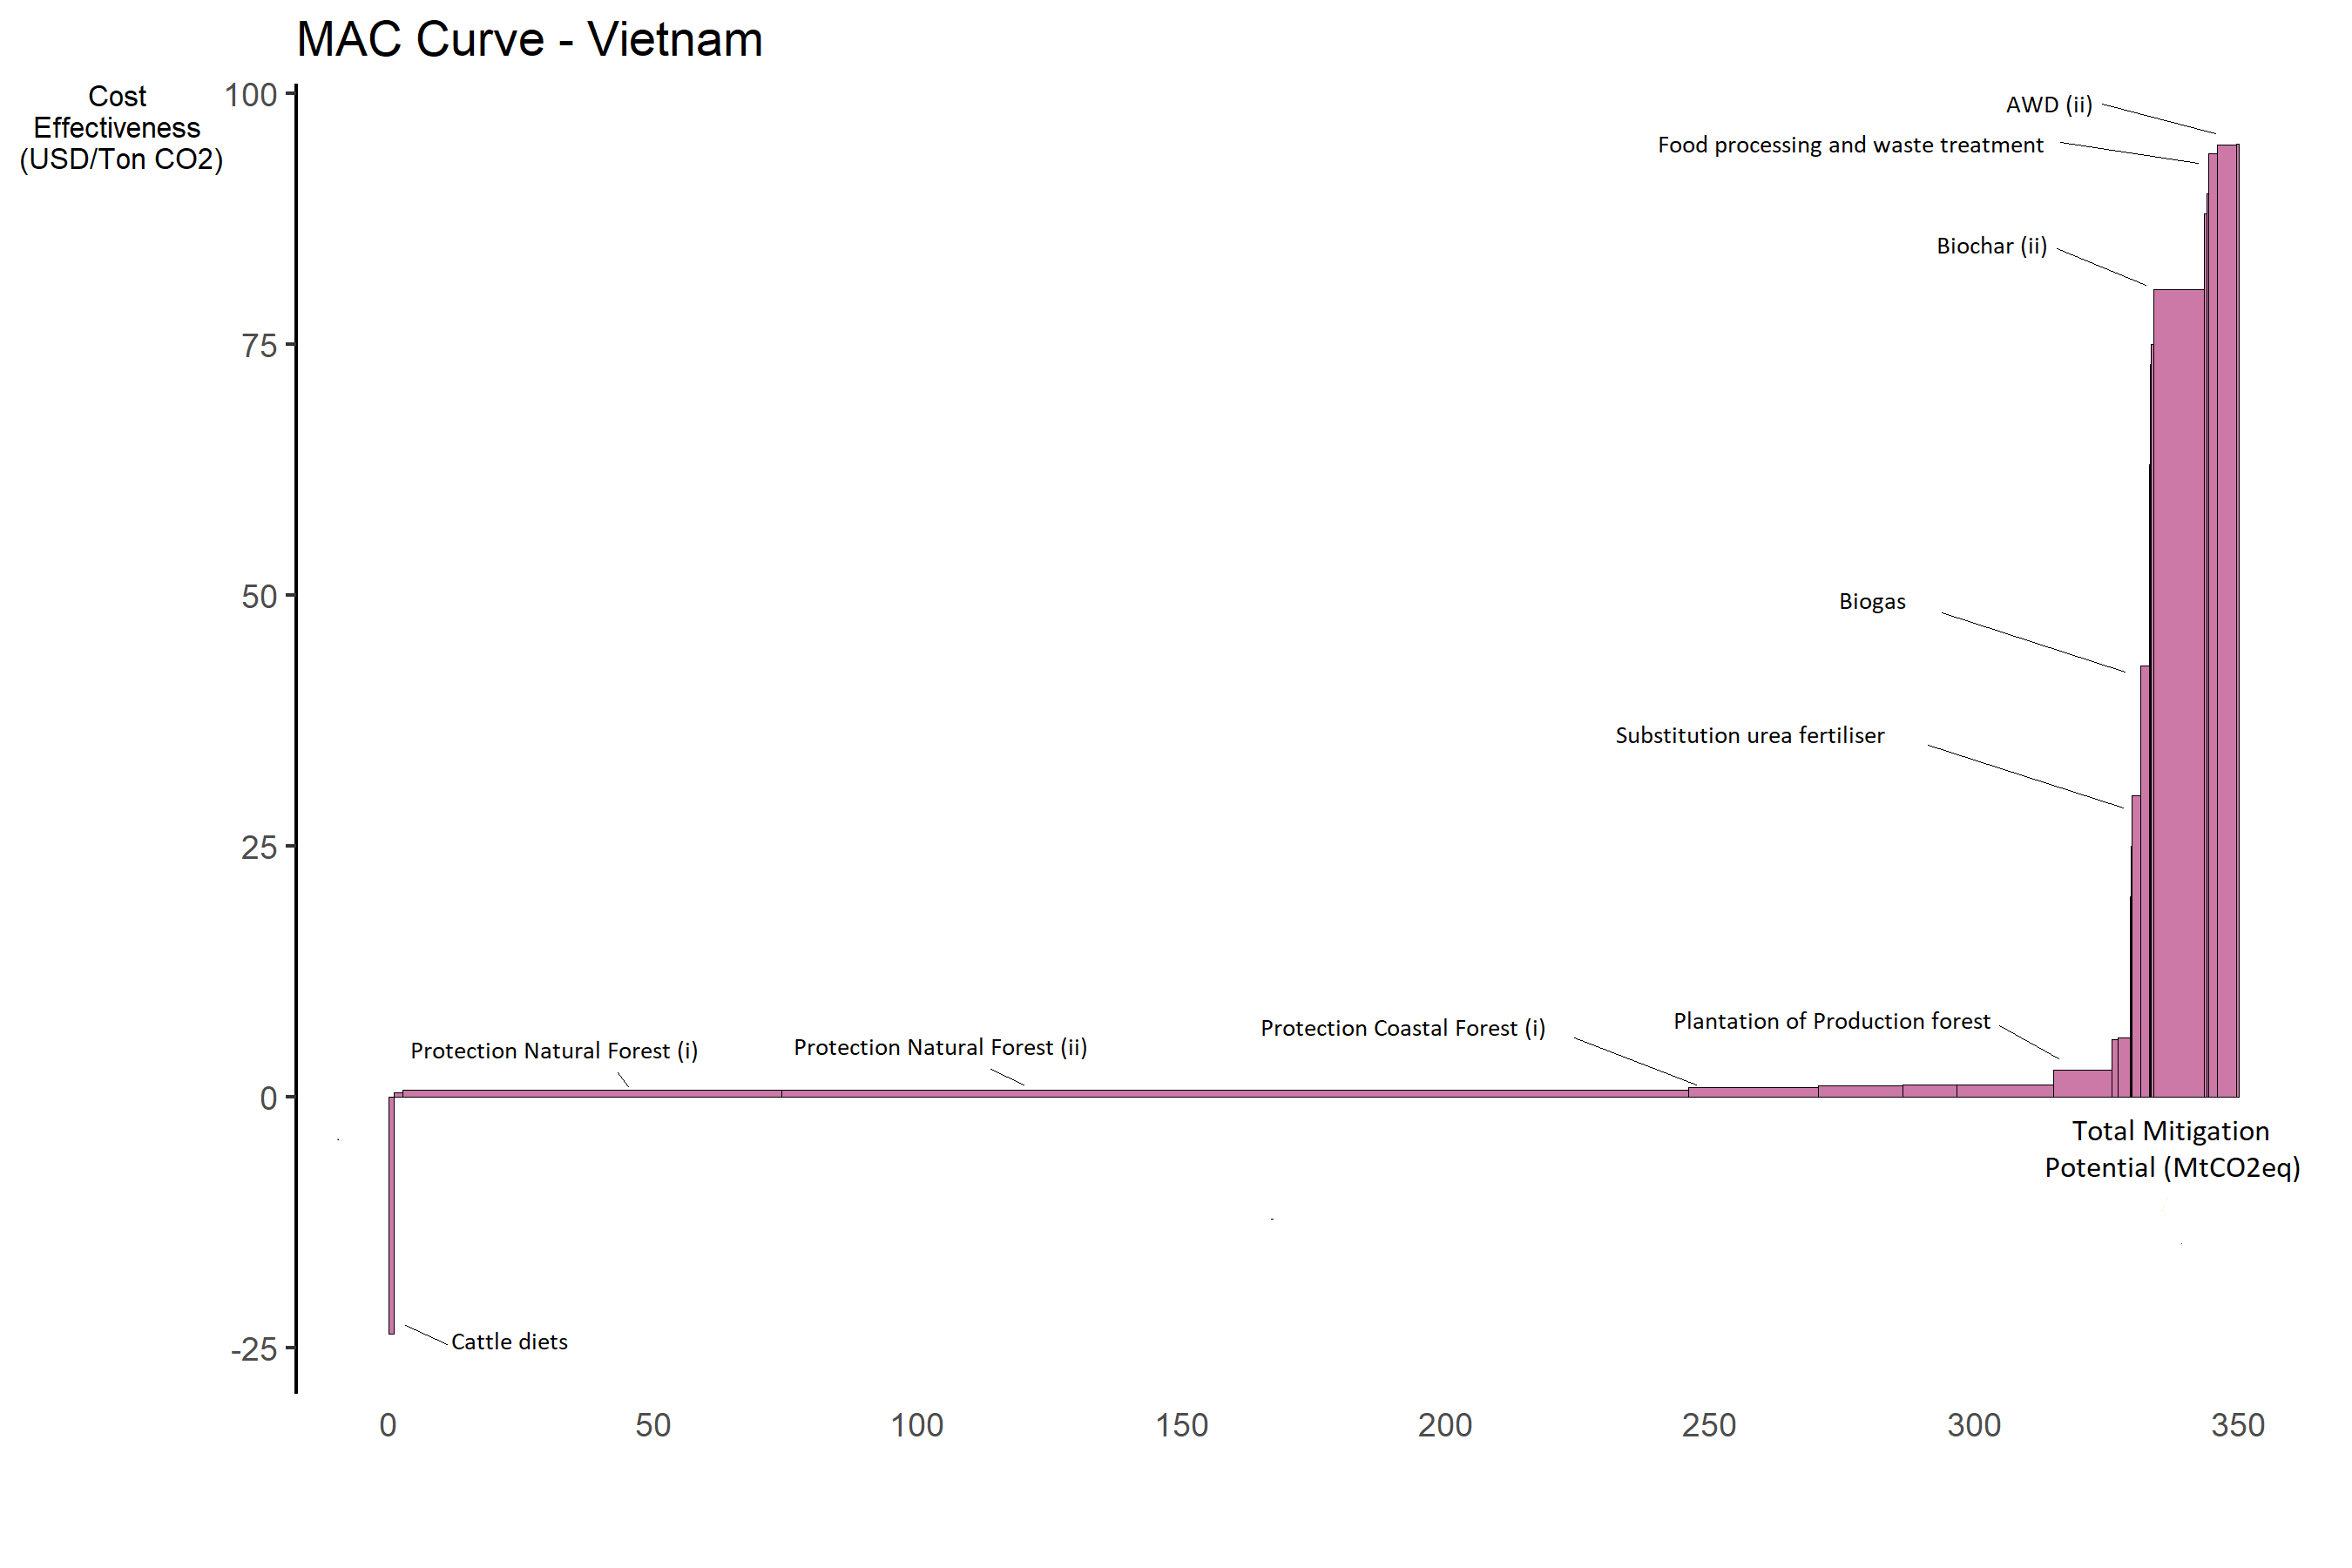 MAC Curve - Vietnam
Cost
Effectiveness
(USD/Ton CO2)
100
75
50
25
0
-25
AWD (ii)
Food processing and waste treatment
Biochar (ii)
Biogas
Substitution urea fertiliser
Plantation of Production forest
Protection Coastal Forest (i)
Protection Natural Forest (ii)
Protection Natural Forest (i)
Total Mitigation
Potential (MtCO2eq)
Cattle diets
0 50 100 150 200 250 300 350